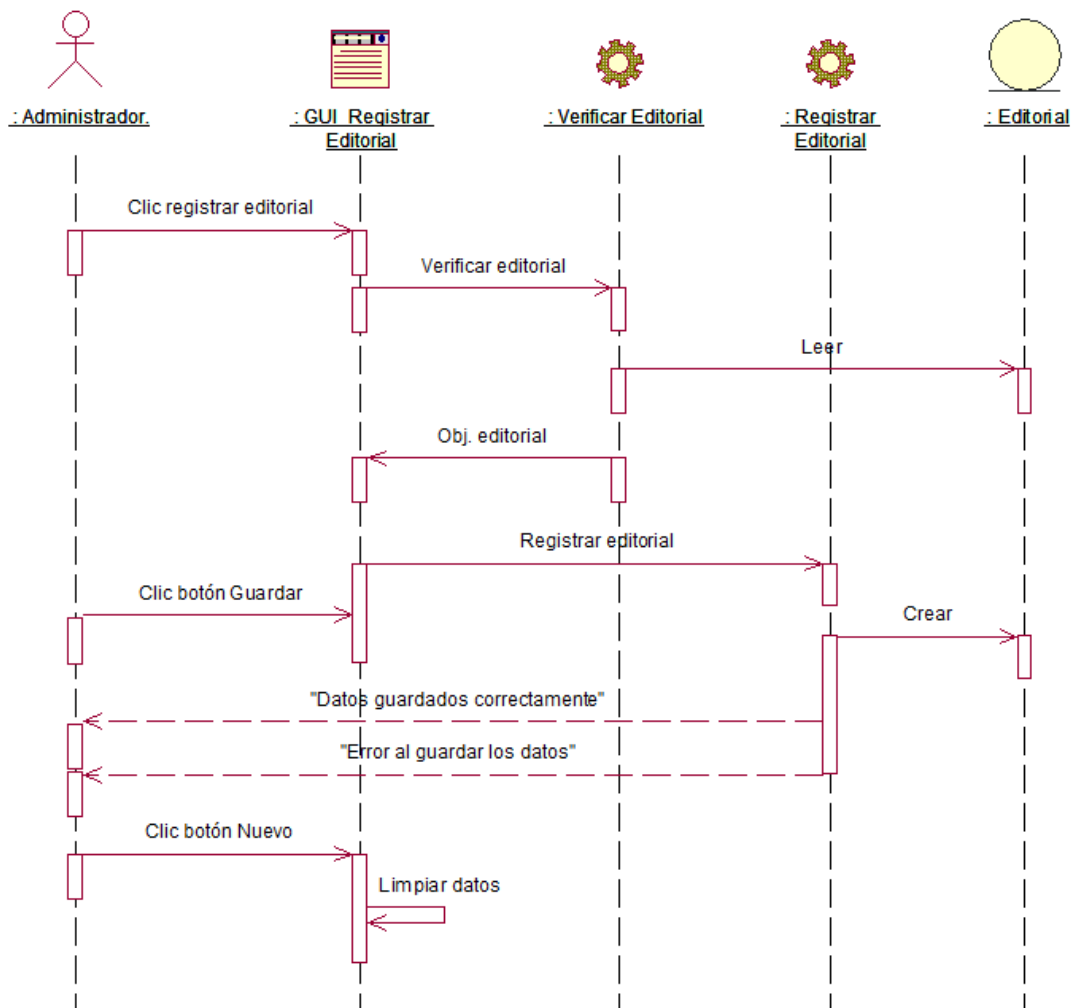 : Administrador.
: GUI_Registrar
Editorial
: Verificar Editorial
: Registrar
Editorial
: Editorial
Clic registrar editorial
Verificar editorial
Leer
Obj. editorial
Registrar editorial
Clic botón Guardar
Crear
"Datos guardados correctamente"
"Error al guardar los datos"
Clic botón Nuevo
Limpiar datos